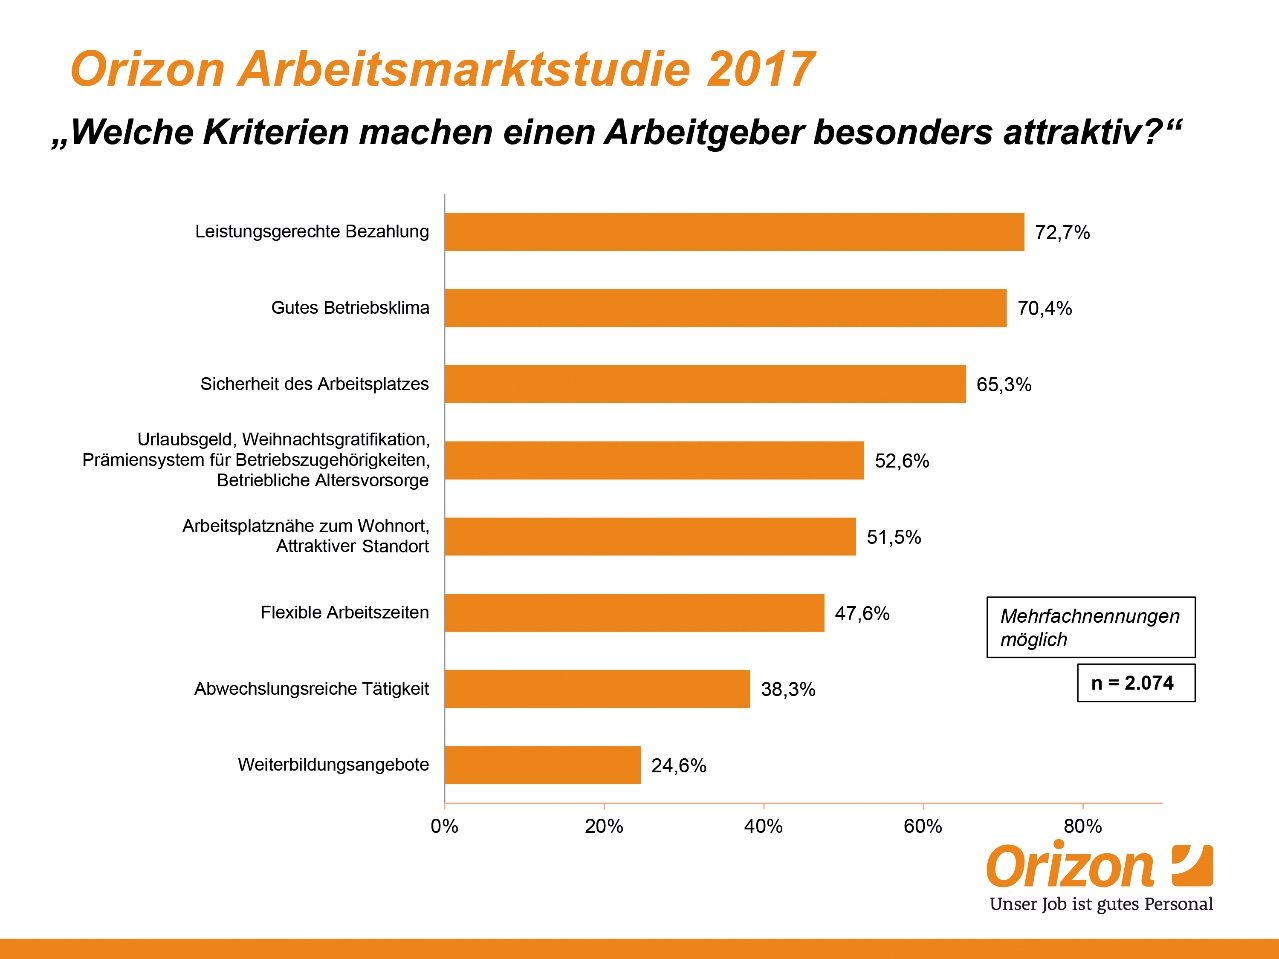 Orizon Arbeitsmarktstudie 2017
„Welche Kriterien machen einen Arbeitgeber besonders attraktiv?“
Leistungsgerechte Bezahlung 72,7%
Gutes Betriebsklima 70,4%
Sicherheit des Arbeitsplatzes 65,3%
Urlaubsgeld, Weihnachtsgratifikation,
Prämiensystem für Betriebszugehörigkeiten, 52,6%
Betriebliche Altersvorsorge
Arbeitsplatznähe zum Wohnort,
Attraktiver Standort
51,5%
Flexible Arbeitszeiten 47,6%
Mehrfachnennungen
möglich
n = 2.074
Abwechslungsreiche Tätigkeit 38,3%
Weiterbildungsangebote 24,6%
0% 20% 40% 60% 80%
Orizon
Unser Job ist gutes Personal